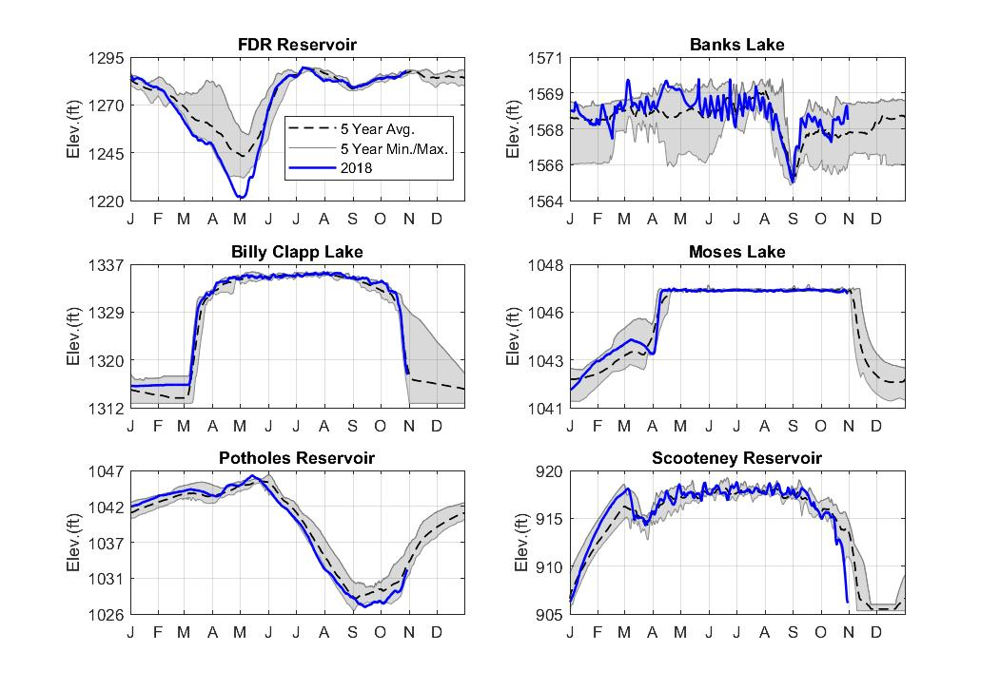 FDR Reservoir
1295
1270
1245
1220
Elev.(ft)
J F M A M J J A S O N D
5 Year Avg.
5 Year Min./Max.
2018
Banks Lake
1571
1569
1568
1566
1564
Elev.(ft)
J F M A M J J A S O N D
Billy Clapp Lake
1337
1329
1320
1312
Elev.(ft)
J F M A M J J A S O N D
Moses Lake
1048
1046
1043
1041
Elev.(ft)
J F M A M J J A S O N D
Potholes Reservoir
1047
1042
1037
1031
1026
Elev.(ft)
J F M A M J J A S O N D
Scooteney Reservoir
920
915
910
905
Elev.(ft)
J F M A M J J A S O N D